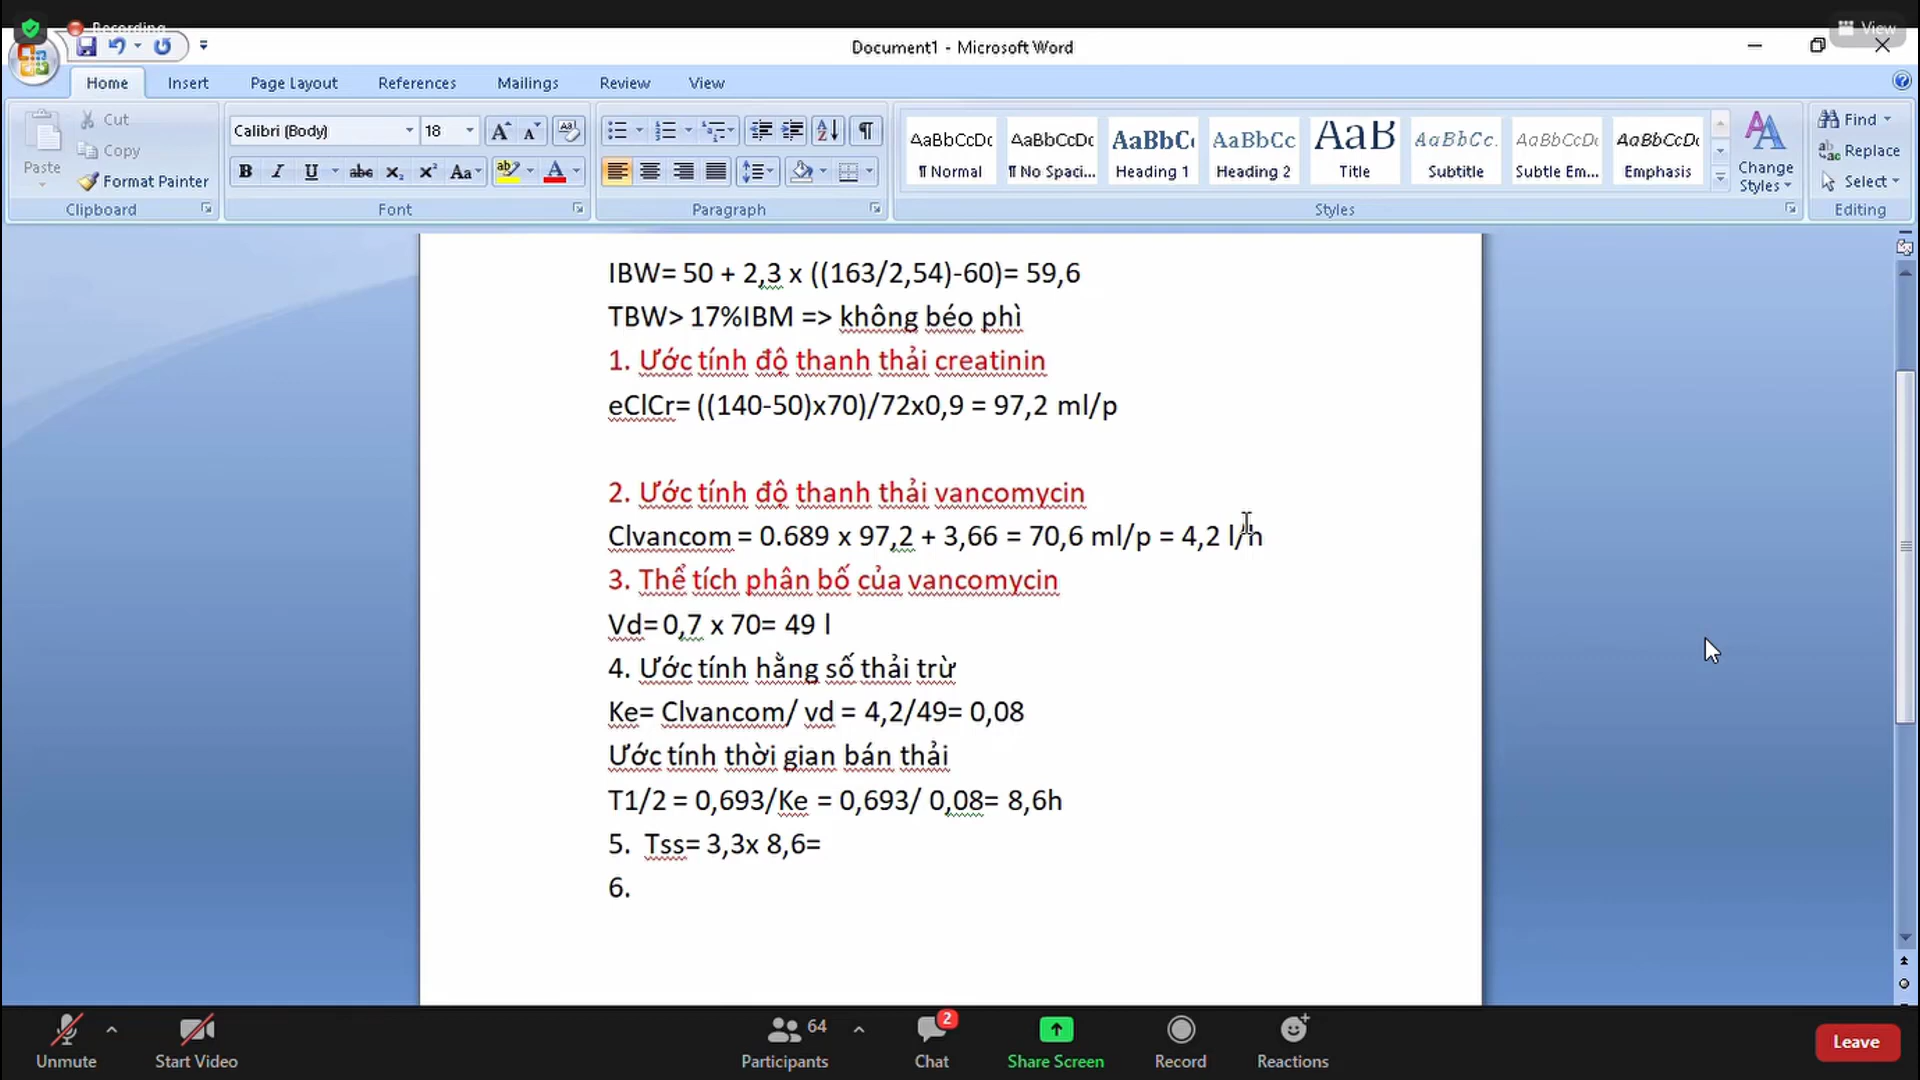 Recording
View
Document1 - Microsoft Word
Home Insert Page Layout References Mailings Review View
Paste Cut Copy Format Painter Clipboard
Calibri (Body) 18
Font
Paragraph
AaBbCcDc AaBbCcDc AaBbC AaBbCc AaB AaBbCc. AaBbCcDc AaBbCcDc
¶ Normal ¶ No Spaci... Heading 1 Heading 2 Title Subtitle Subtle Em... Emphasis
Change Styles
Styles
Find
Replace
Select
Editing
IBW= 50 + 2,3 x ((163/2,54)-60)= 59,6
TBW> 17%IBM => không béo phì
1. Ước tính độ thanh thải creatinin
eClCr= ((140-50)x70)/72x0,9 = 97,2 ml/p
2. Ước tính độ thanh thải vancomycin
Clvancom = 0.689 x 97,2 + 3,66 = 70,6 ml/p = 4,2 l/h
3. Thể tích phân bố của vancomycin
Vd= 0,7 x 70= 49 l
4. Ước tính hằng số thải trừ
Ke= Clvancom/ vd = 4,2/49= 0,08
Ước tính thời gian bán thải
T1/2 = 0,693/Ke = 0,693/ 0,08= 8,6h
5. Tss= 3,3x 8,6=
6.
64 2
Unmute Start Video Participants Chat Share Screen Record Reactions Leave